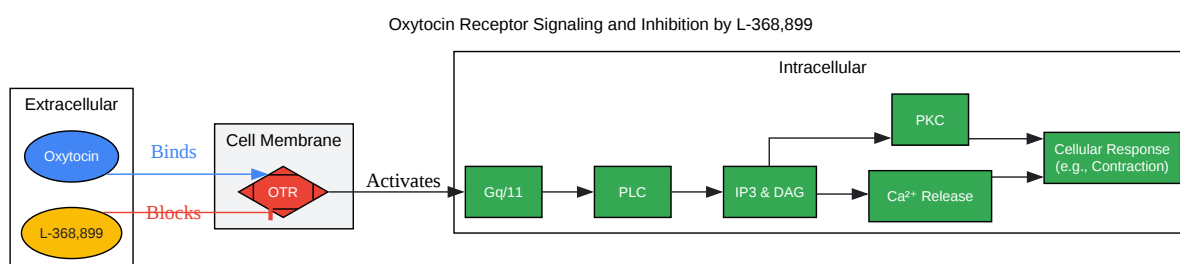 Oxytocin Receptor Signaling and Inhibition by L-368,899
Extracellular
Oxytocin
L-368,899
Binds
Blocks
Cell Membrane
OTR
Activates
Intracellular
Gq/11
PLC
IP3 & DAG
PKC
Ca²⁺ Release
Cellular Response
(e.g., Contraction)